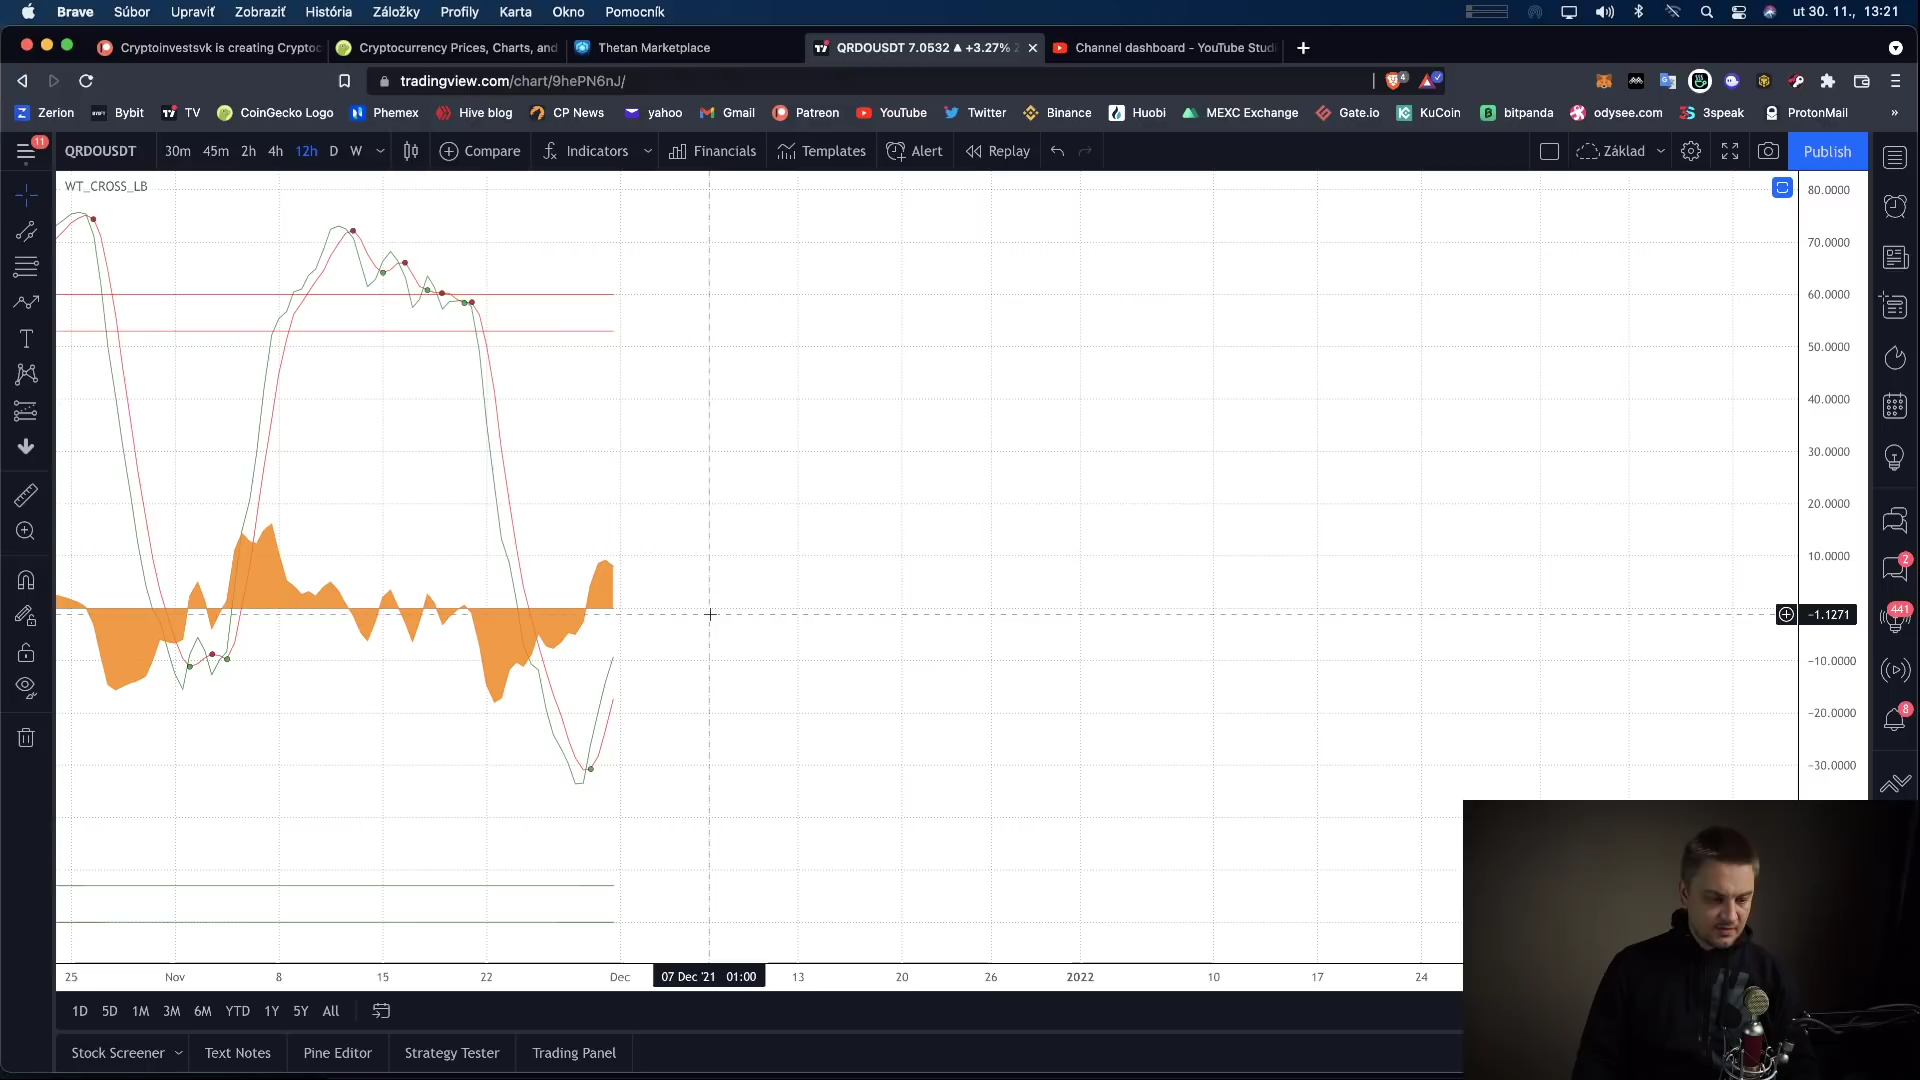 Brave Súbor Upraviť Zobraziť História Záložky Profily Karta Okno Pomocník ut 30. 11., 13:21
Cryptoinvestsvk is creating Cryptoc Cryptocurrency Prices, Charts, and Thetan Marketplace QRDOUSDT 7.0532 ▲ +3.27% Channel dashboard - YouTube Studi
tradingview.com/chart/9hePN6nJ/ 4
Zerion Bybit TV CoinGecko Logo Phemex Hive blog CP News yahoo Gmail Patreon YouTube Twitter Binance Huobi MEXC Exchange Gate.io KuCoin bitpanda odysee.com 3speak ProtonMail »
11 QRDOUSDT 30m 45m 2h 4h 12h D W Compare Indicators Financials Templates Alert Replay Základ Publish
WT_CROSS_LB
80.0000
70.0000
60.0000
50.0000
40.0000
30.0000
20.0000
10.0000
2
−1.1271
441
−10.0000
−20.0000
8
−30.0000
25 Nov 8 15 22 Dec 07 Dec '21 01:00 13 20 26 2022 10 17 24
1D 5D 1M 3M 6M YTD 1Y 5Y All
Stock Screener Text Notes Pine Editor Strategy Tester Trading Panel